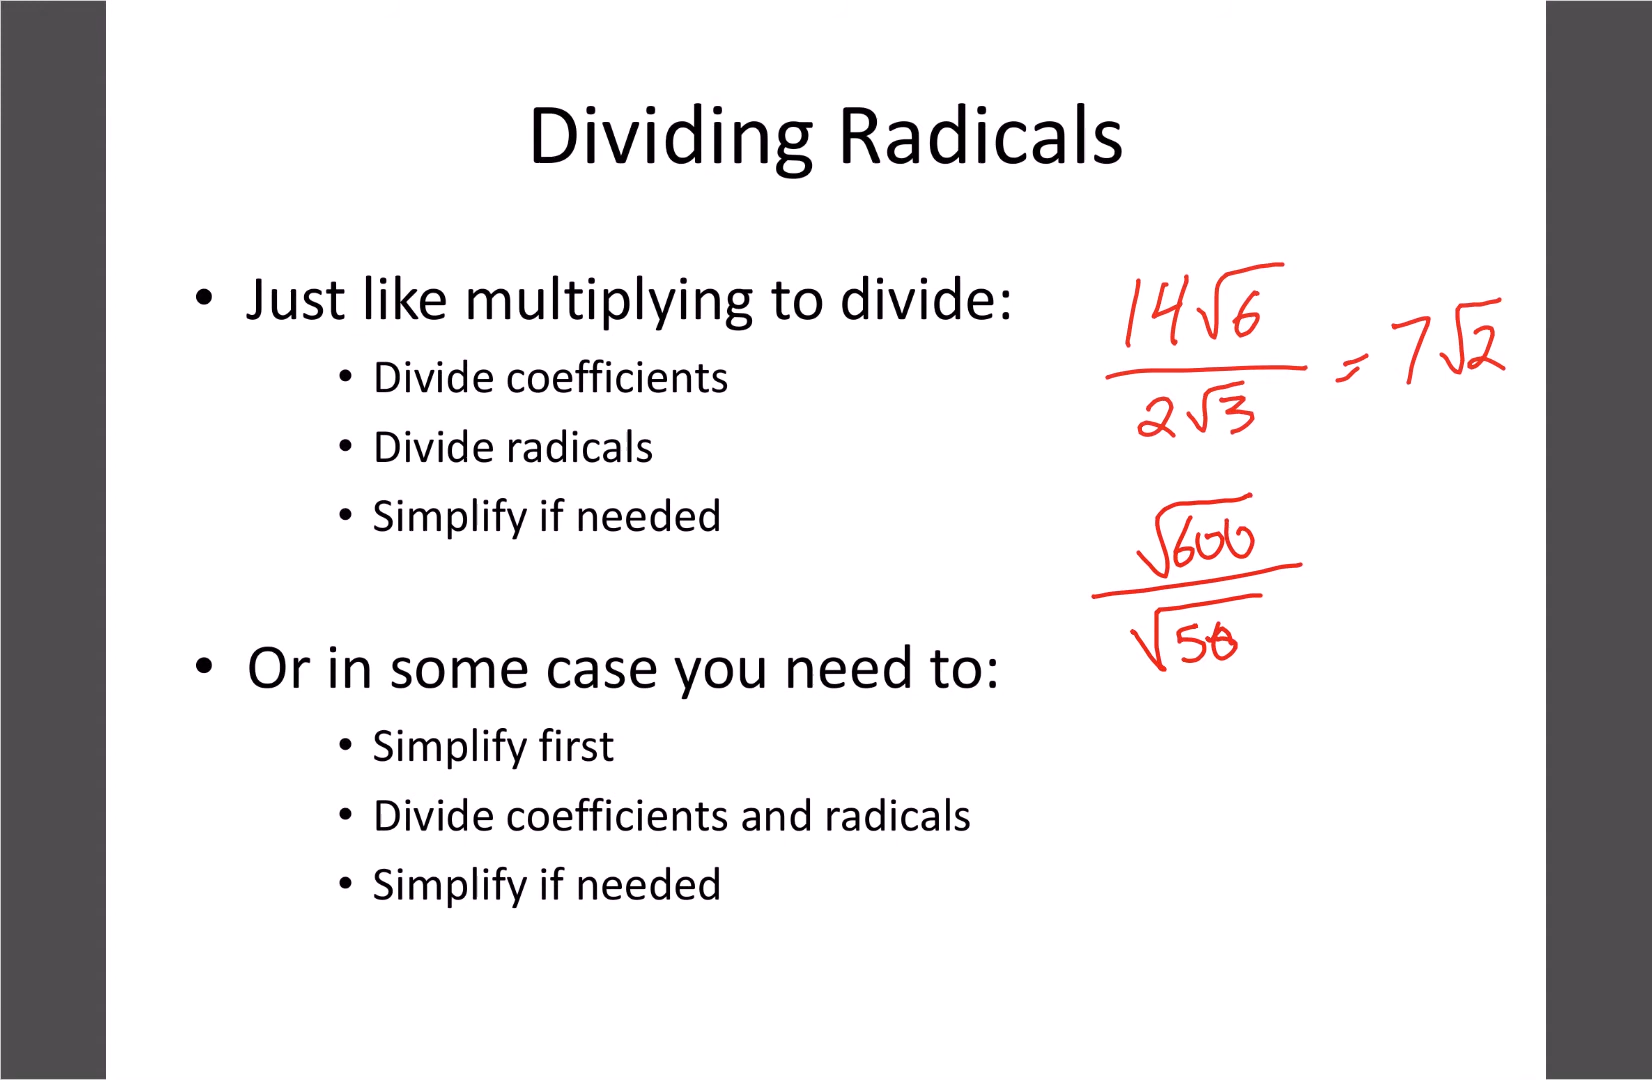 Dividing Radicals
• Just like multiplying to divide:
• Divide coefficients
• Divide radicals
• Simplify if needed
• Or in some case you need to:
• Simplify first
• Divide coefficients and radicals
• Simplify if needed
14√6
2√3
= 7√2
√600
√50